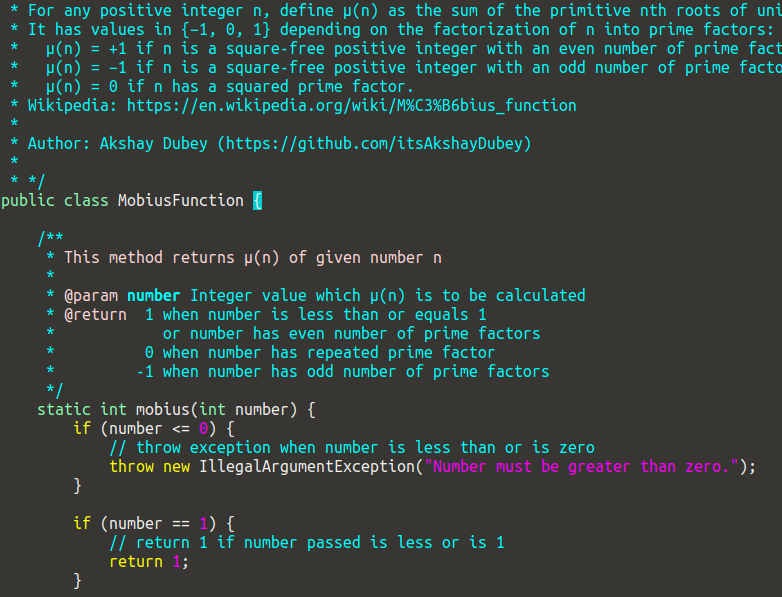 * For any positive integer n, define μ(n) as the sum of the primitive nth roots of
* It has values in {−1, 0, 1} depending on the factorization of n into prime factors:
*   μ(n) = +1 if n is a square-free positive integer with an even number of prime
*   μ(n) = −1 if n is a square-free positive integer with an odd number of prime
*   μ(n) = 0 if n has a squared prime factor.
* Wikipedia: https://en.wikipedia.org/wiki/M%C3%B6bius_function
*
* Author: Akshay Dubey (https://github.com/itsAkshayDubey)
*
* */
public class MobiusFunction {
/**
* This method returns μ(n) of given number n
*
* @param number Integer value which μ(n) is to be calculated
* @return  1 when number is less than or equals 1
*            or number has even number of prime factors
*          0 when number has repeated prime factor
*         -1 when number has odd number of prime factors
*/
static int mobius(int number) {
if (number <= 0) {
// throw exception when number is less than or is zero
throw new IllegalArgumentException("Number must be greater than zero.");
}
if (number == 1) {
// return 1 if number passed is less or is 1
return 1;
}